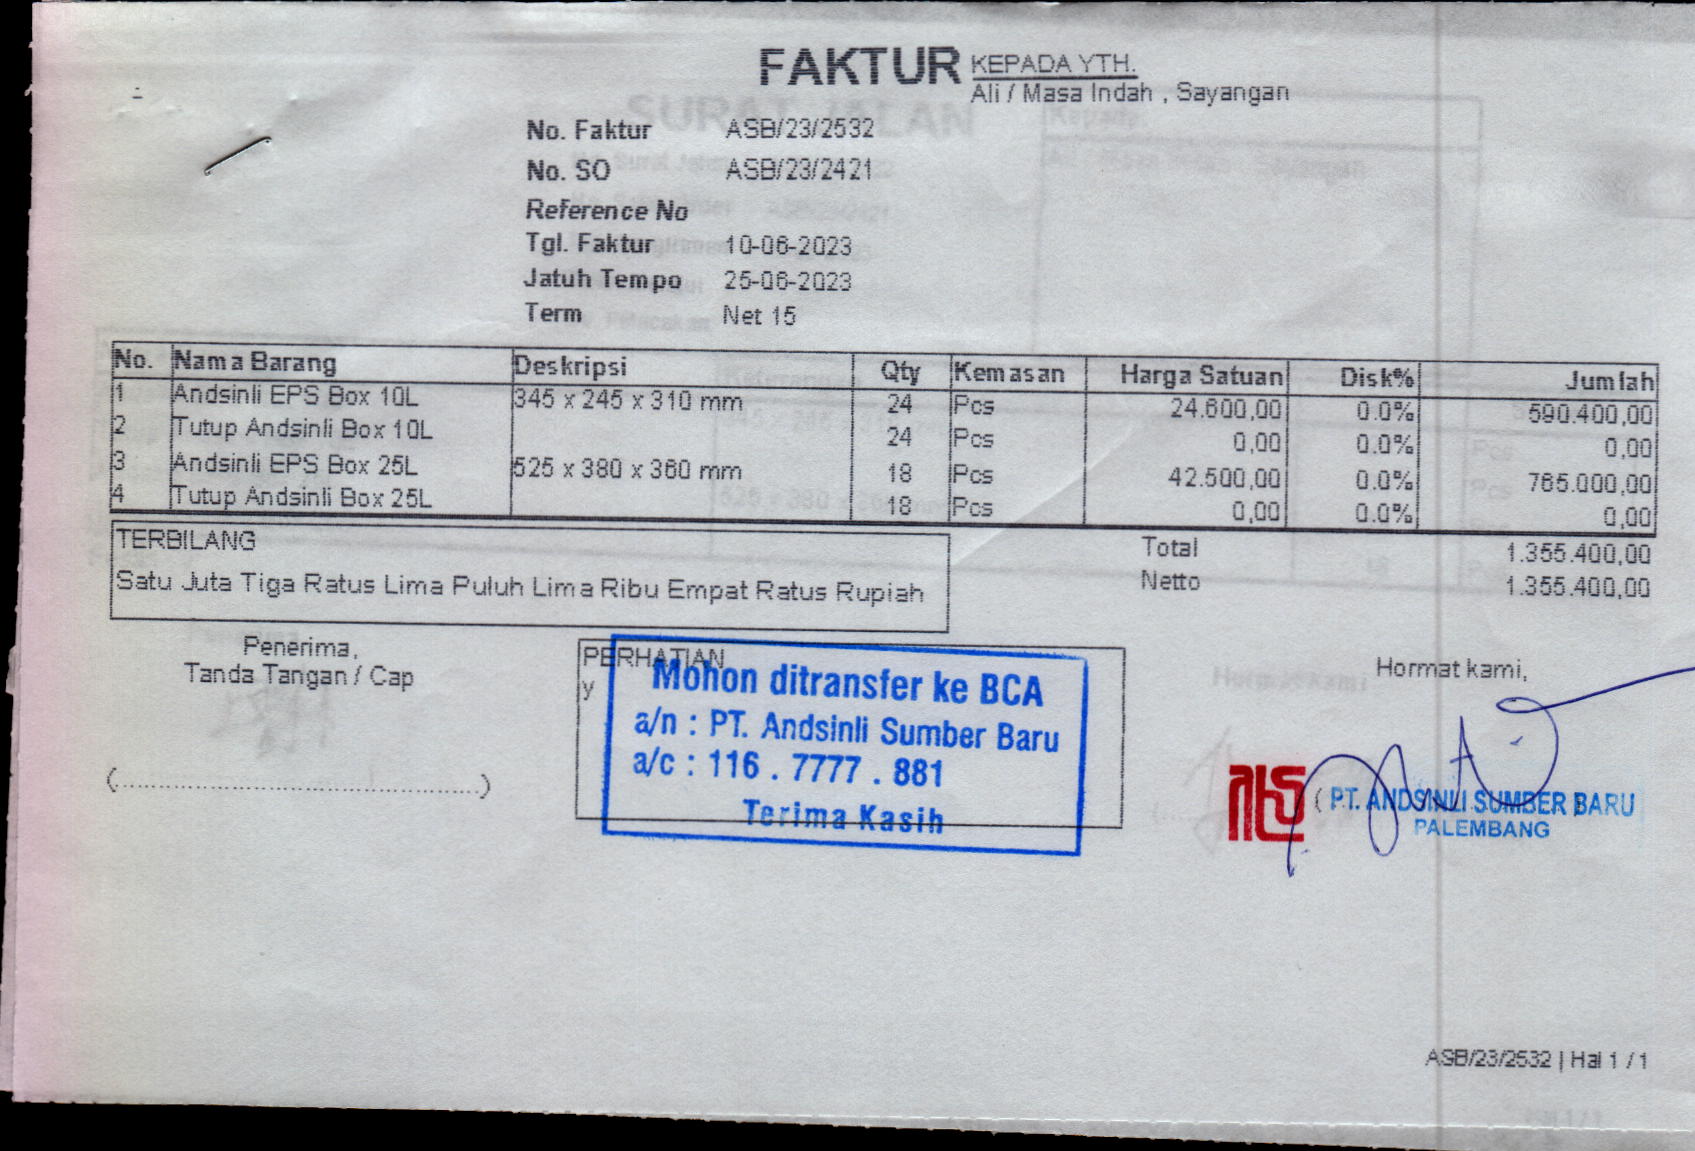 FAKTUR
KEPADA YTH.
Ali / Masa Indah , Sayangan
No. Faktur ASB/23/2532
No. SO ASB/23/2421
Reference No
Tgl. Faktur 10-06-2023
Jatuh Tempo 25-06-2023
Term Net 15
No. Nama Barang Deskripsi Qty Kemasan Harga Satuan Disk% Jumlah
1 Andsinli EPS Box 10L 345 x 245 x 310 mm 24 Pcs 24.600,00 0.0% 590.400,00
2 Tutup Andsinli Box 10L 24 Pcs 0,00 0.0% 0,00
3 Andsinli EPS Box 25L 525 x 380 x 360 mm 18 Pcs 42.500,00 0.0% 765.000,00
4 Tutup Andsinli Box 25L 18 Pcs 0,00 0.0% 0,00
TERBILANG
Satu Juta Tiga Ratus Lima Puluh Lima Ribu Empat Ratus Rupiah
Total 1.355.400,00
Netto 1.355.400,00
Penerima,
Tanda Tangan / Cap
(..............................................)
PERHATIAN
y
Mohon ditransfer ke BCA
a/n : PT. Andsinli Sumber Baru
a/c : 116 . 7777 . 881
Terima Kasih
Hormat kami,
PT. ANDSINLI SUMBER BARU
PALEMBANG
ASB/23/2532 | Hal 1 / 1